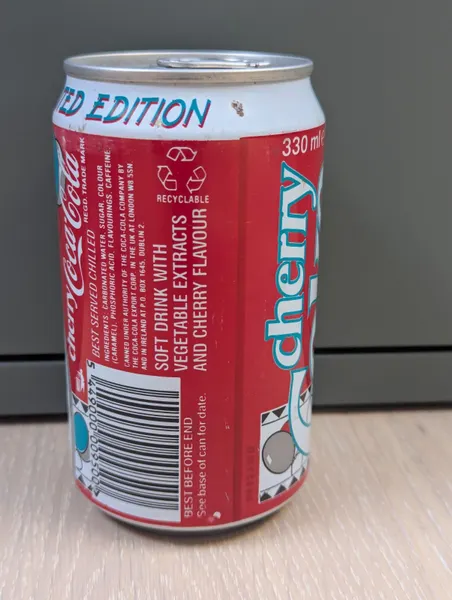 TED EDITION
330 ml e
cherry
RECYCLABLE
cherry Coca-Cola
REGD. TRADE MARK
BEST SERVED CHILLED
INGREDIENTS: CARBONATED WATER, SUGAR, COLOUR
(CARAMEL), PHOSPHORIC ACID, FLAVOURINGS, CAFFEINE.
CANNED UNDER AUTHORITY OF THE COCA-COLA COMPANY BY
THE COCA-COLA EXPORT CORP. IN THE UK AT LONDON W6 5SN.
AND IN IRELAND AT P.O. BOX 1645, DUBLIN 2.
SOFT DRINK WITH
VEGETABLE EXTRACTS
AND CHERRY FLAVOUR
BEST BEFORE END
See base of can for date.